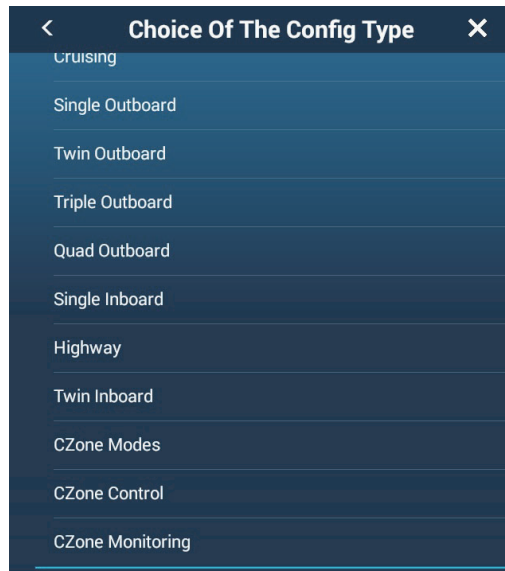 Choice Of The Config Type
Cruising
Single Outboard
Twin Outboard
Triple Outboard
Quad Outboard
Single Inboard
Highway
Twin Inboard
CZone Modes
CZone Control
CZone Monitoring